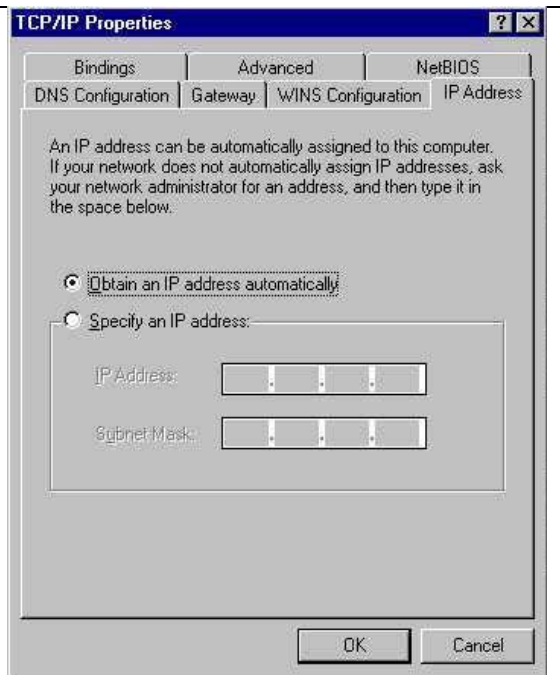 TCP/IP Properties
Bindings
Advanced
NetBIOS
DNS Configuration
Gateway
WINS Configuration
IP Address
An IP address can be automatically assigned to this computer.
If your network does not automatically assign IP addresses, ask
your network administrator for an address, and then type it in
the space below.
Obtain an IP address automatically
Specify an IP address:
IP Address:
. . .
Subnet Mask:
. . .
OK
Cancel